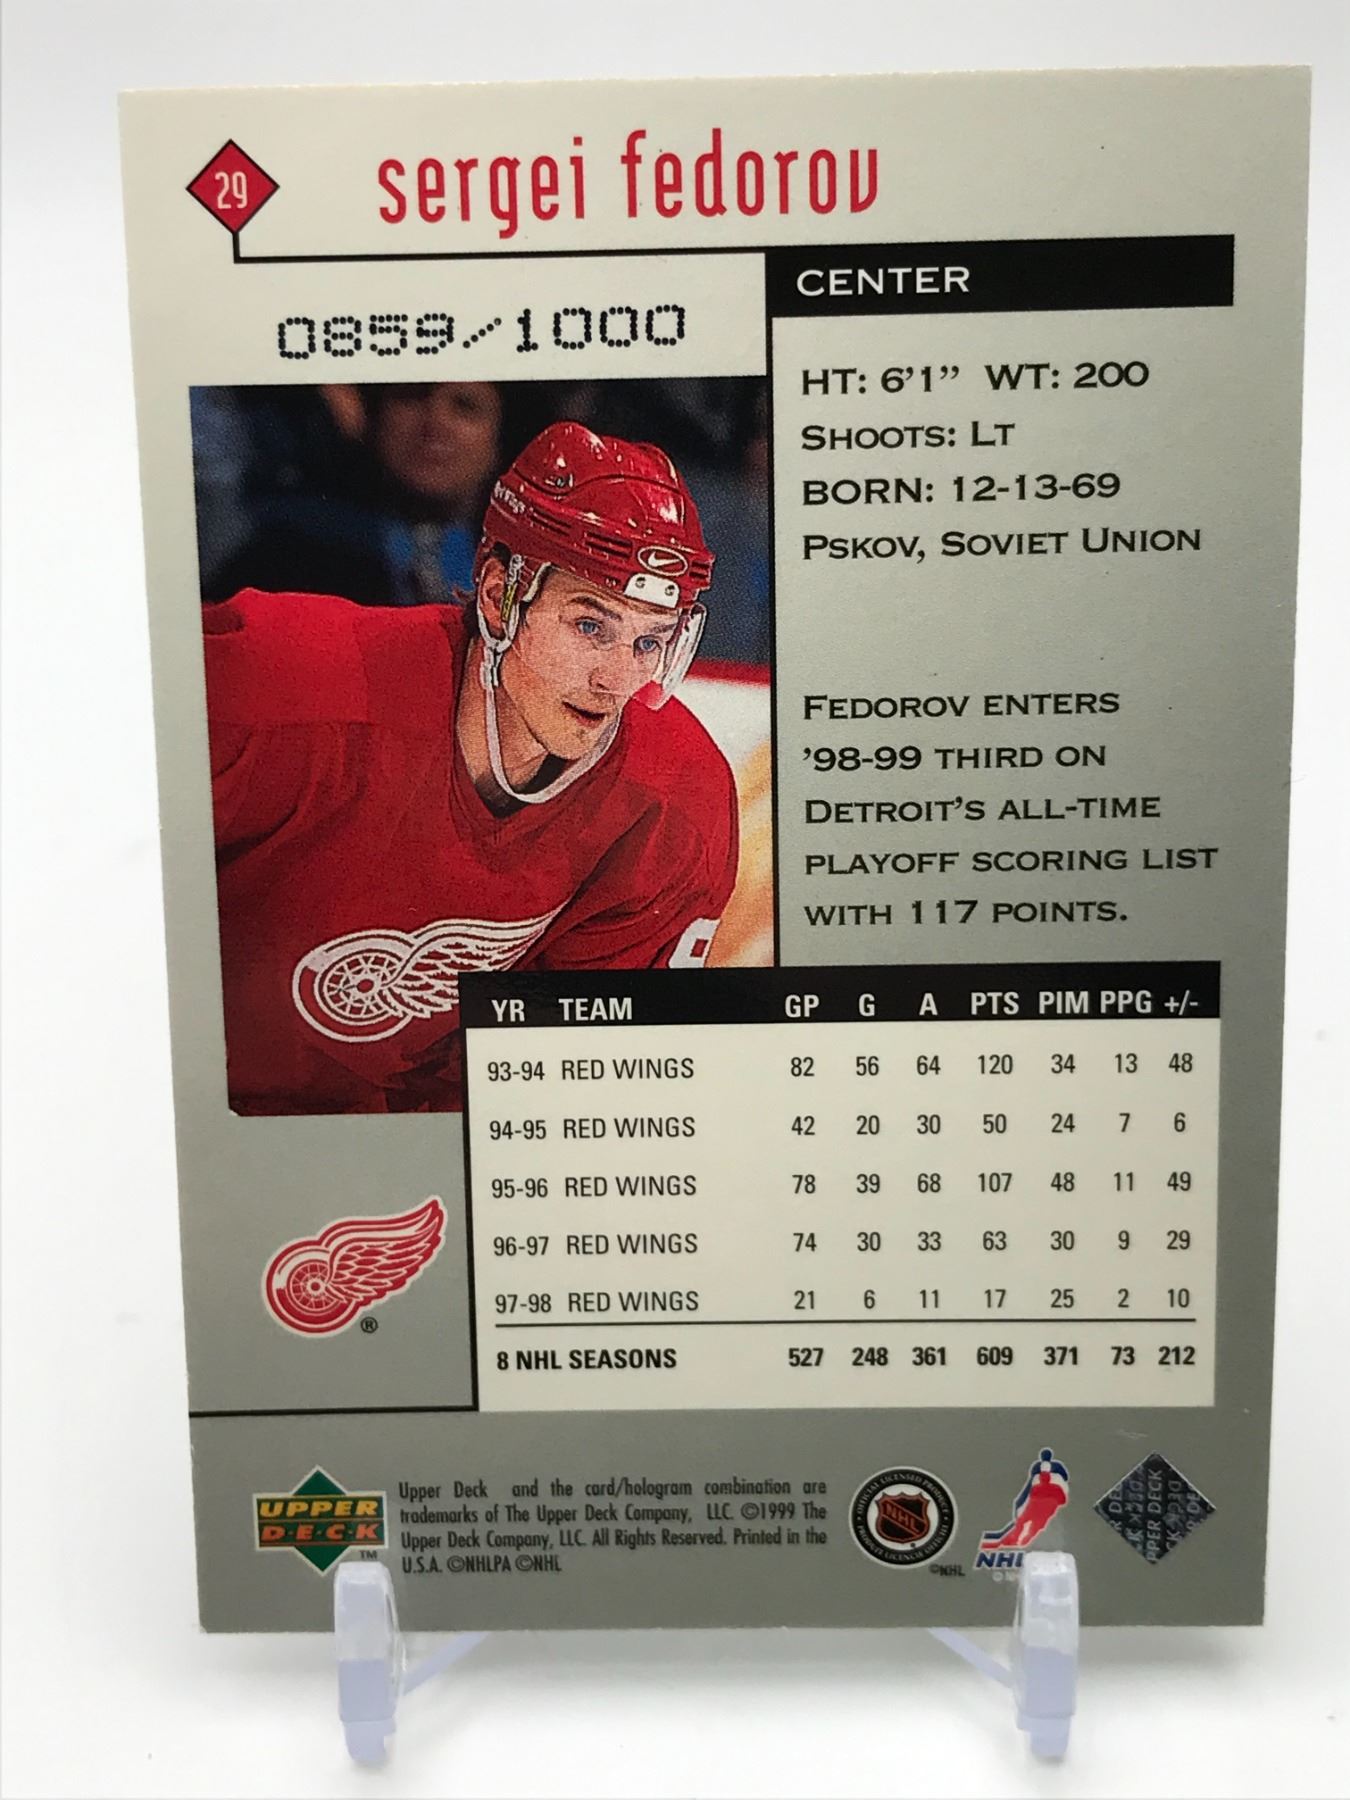 29
sergei fedorov
CENTER
0859/1000
HT: 6'1” WT: 200
SHOOTS: LT
BORN: 12-13-69
PSKOV, SOVIET UNION
FEDOROV ENTERS
’98-99 THIRD ON
DETROIT’S ALL-TIME
PLAYOFF SCORING LIST
WITH 117 POINTS.
YR TEAM GP G A PTS PIM PPG +/-
93-94 RED WINGS 82 56 64 120 34 13 48
94-95 RED WINGS 42 20 30 50 24 7 6
95-96 RED WINGS 78 39 68 107 48 11 49
96-97 RED WINGS 74 30 33 63 30 9 29
97-98 RED WINGS 21 6 11 17 25 2 10
8 NHL SEASONS 527 248 361 609 371 73 212
®
UPPER
D·E·C·K
TM
Upper Deck and the card/hologram combination are
trademarks of The Upper Deck Company, LLC. ©1999 The
Upper Deck Company, LLC. All Rights Reserved. Printed in the
U.S.A. ©NHLPA ©NHL
NHL
©NHL
UPPER DECK